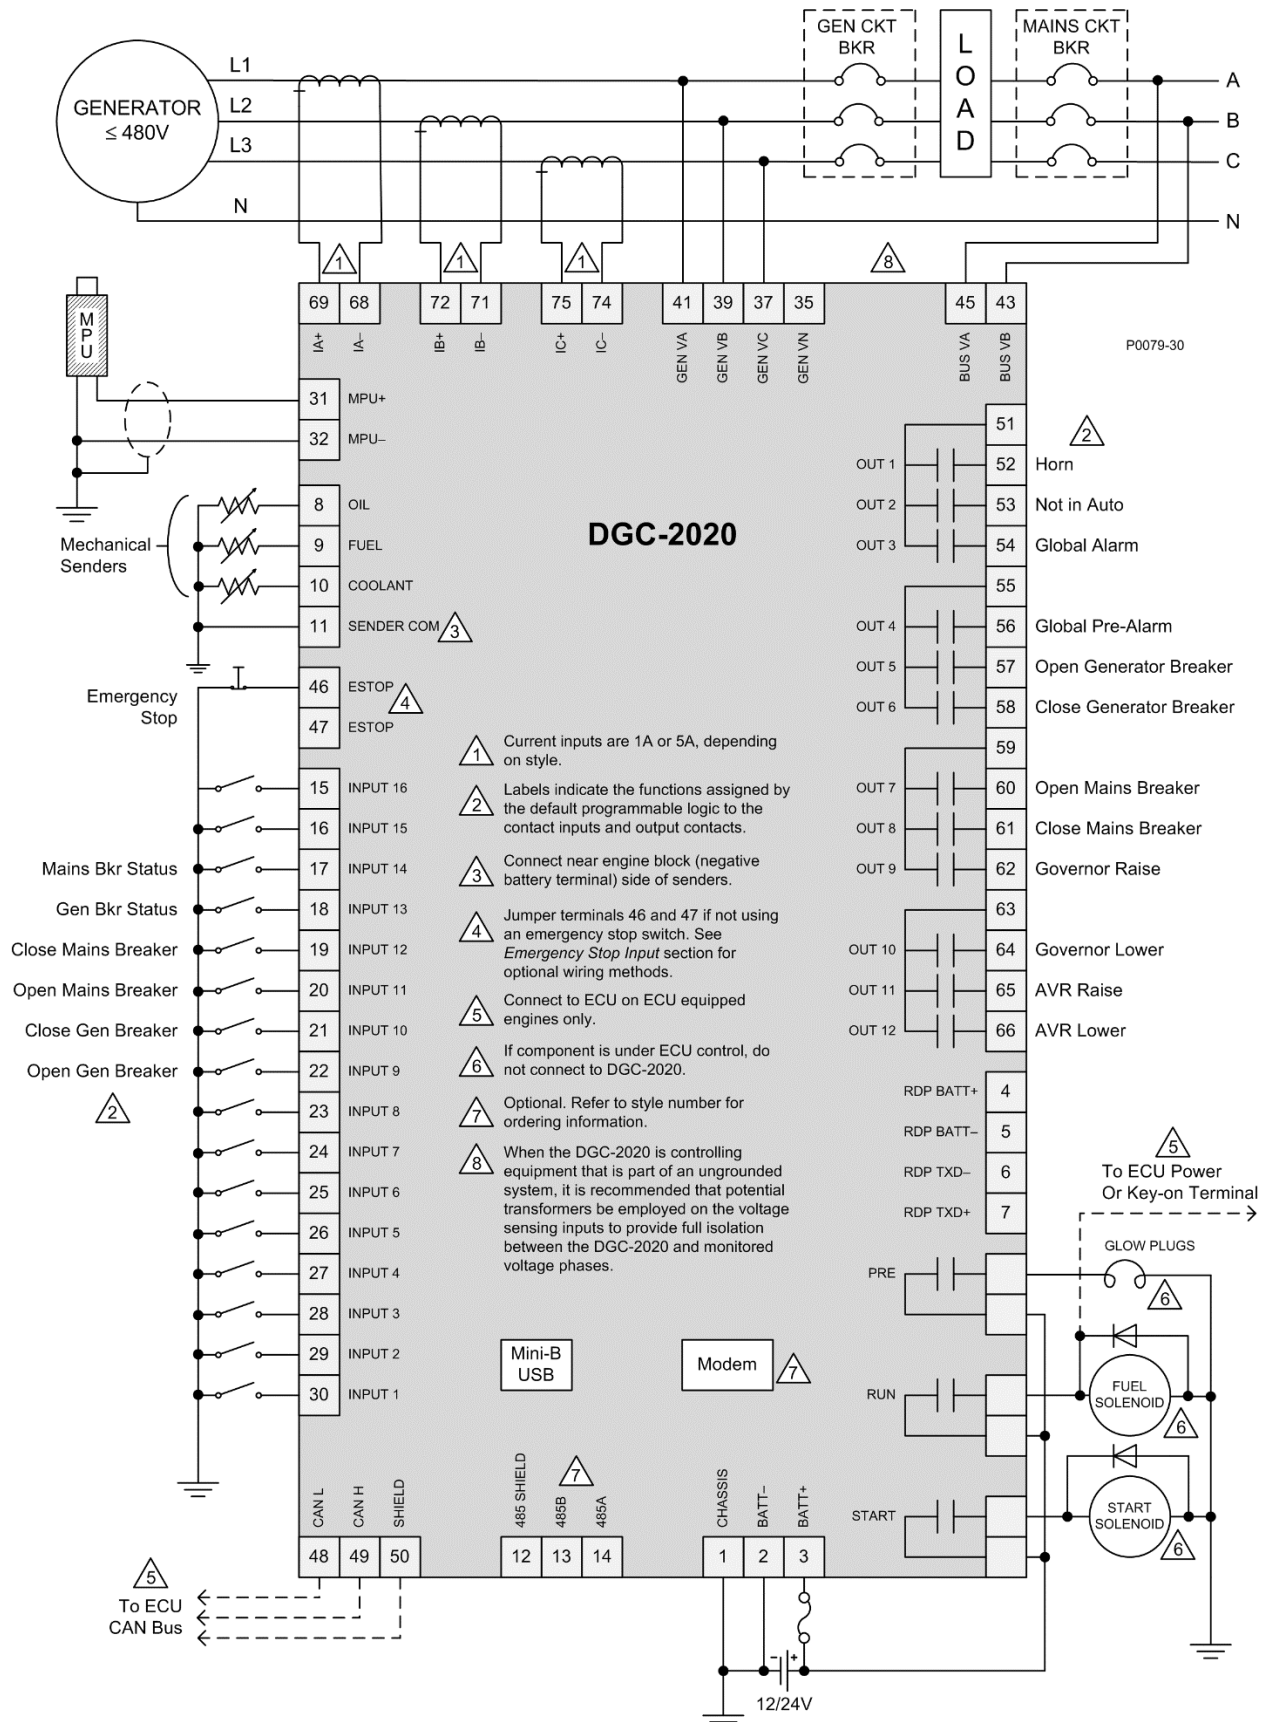 GEN CKT
BKR
LOAD
MAINS CKT
BKR
GENERATOR
≤ 480V
L1
L2
L3
N
A
B
C
N
1
1
1
8
69
68
72
71
75
74
41
39
37
35
45
43
IA+
IA–
IB+
IB–
IC+
IC–
GEN VA
GEN VB
GEN VC
GEN VN
BUS VA
BUS VB
P0079-30
MPU
31 MPU+
32 MPU–
Mechanical
Senders
8 OIL
9 FUEL
10 COCOLANT
11 SENDER COM 3
Emergency
Stop
46 ESTOP
4
47 ESTOP
15 INPUT 16
16 INPUT 15
Mains Bkr Status 17 INPUT 14
Gen Bkr Status 18 INPUT 13
Close Mains Breaker 19 INPUT 12
Open Mains Breaker 20 INPUT 11
Close Gen Breaker 21 INPUT 10
Open Gen Breaker 22 INPUT 9
2
23 INPUT 8
24 INPUT 7
25 INPUT 6
26 INPUT 5
27 INPUT 4
28 INPUT 3
29 INPUT 2
30 INPUT 1
DGC-2020
1 Current inputs are 1A or 5A, depending
on style.
2 Labels indicate the functions assigned by
the default programmable logic to the
contact inputs and output contacts.
3 Connect near engine block (negative
battery terminal) side of senders.
4 Jumper terminals 46 and 47 if not using
an emergency stop switch. See
Emergency Stop Input section for
optional wiring methods.
5 Connect to ECU on ECU equipped
engines only.
6 If component is under ECU control, do
not connect to DGC-2020.
7 Optional. Refer to style number for
ordering information.
8 When the DGC-2020 is controlling
equipment that is part of an ungrounded
system, it is recommended that potential
transformers be employed on the voltage
sensing inputs to provide full isolation
between the DGC-2020 and monitored
voltage phases.
Mini-B
USB
Modem
7
51
2
OUT 1 52 Horn
OUT 2 53 Not in Auto
OUT 3 54 Global Alarm
55
OUT 4 56 Global Pre-Alarm
OUT 5 57 Open Generator Breaker
OUT 6 58 Close Generator Breaker
59
OUT 7 60 Open Mains Breaker
OUT 8 61 Close Mains Breaker
OUT 9 62 Governor Raise
63
OUT 10 64 Governor Lower
OUT 11 65 AVR Raise
OUT 12 66 AVR Lower
RDP BATT+ 4
RDP BATT– 5
RDP TXD– 6
RDP TXD+ 7
5
To ECU Power
Or Key-on Terminal
PRE
GLOW PLUGS
6
RUN
FUEL
SOLENOID
6
START
START
SOLENOID
6
CAN L
CAN H
SHIELD
485 SHIELD
485B
485A
7
CHASSIS
BATT–
BATT+
48
49
50
12
13
14
1
2
3
5
To ECU
CAN Bus
- +
12/24V